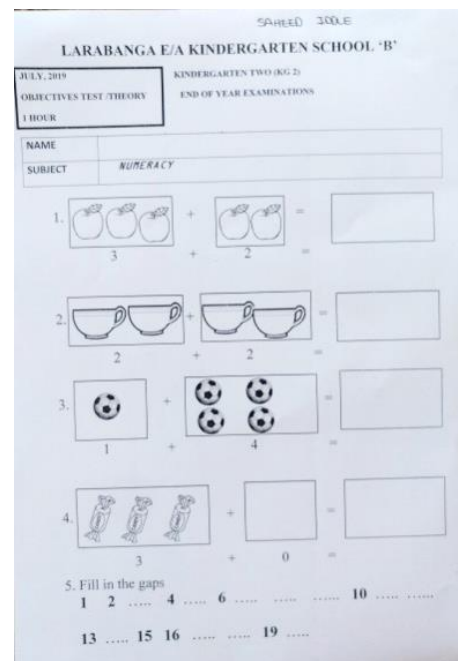 SAHEED IDDLE
LARABANGA E/A KINDERGARTEN SCHOOL ‘B’
JULY, 2019
KINDERGARTEN TWO (KG 2)
OBJECTIVES TEST /THEORY
END OF YEAR EXAMINATIONS
1 HOUR
NAME
SUBJECT NUMERACY
1. + =
3 + 2 =
2. + =
2 + 2 =
3. + =
1 + 4 =
4. + =
3 + 0 =
5. Fill in the gaps
1 2 ..... 4 ..... 6 ..... ..... ...... 10 ..... ......
13 ..... 15 16 ..... ..... 19 .....